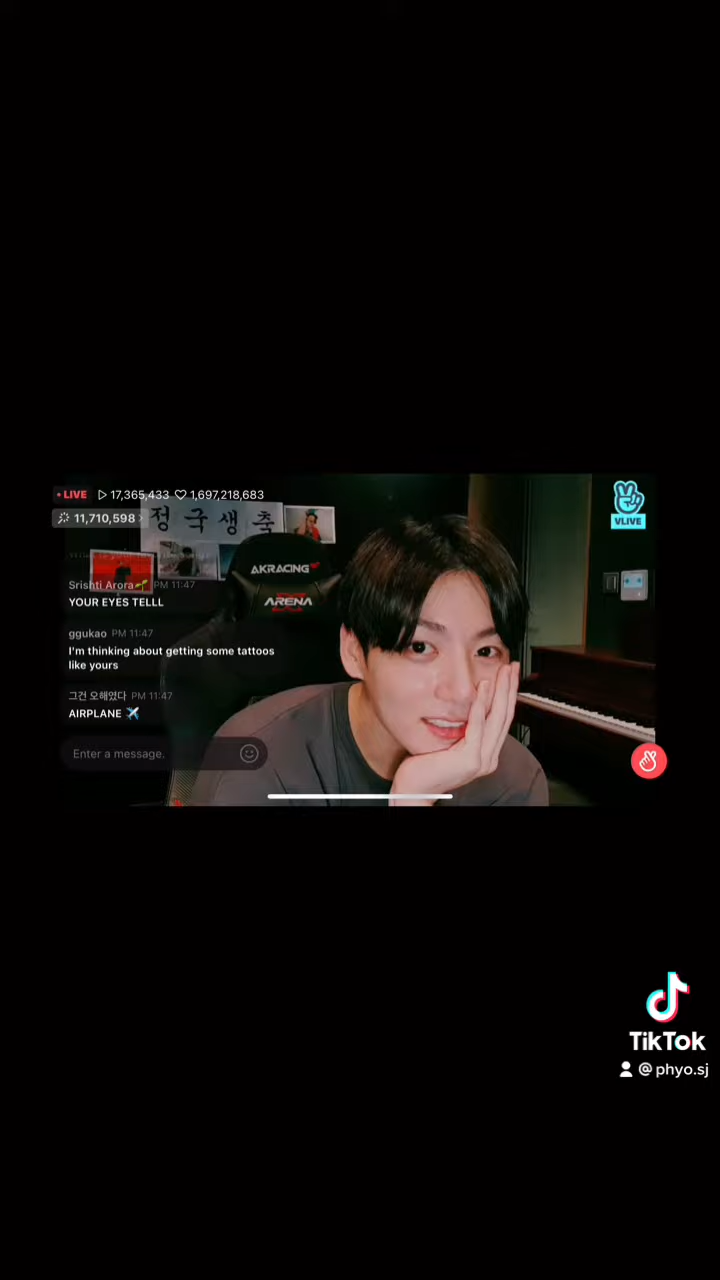 • LIVE ▷ 17,365,433 ♡ 1,697,218,683
11,710,598 >
정국생축
VLIVE
AKRACING
ARENA
Srishti Arora🌱 PM 11:47
YOUR EYES TELLL
ggukao PM 11:47
I'm thinking about getting some tattoos
like yours
그건 오해였다 PM 11:47
AIRPLANE ✈️
Enter a message.
TikTok
@phyo.sj